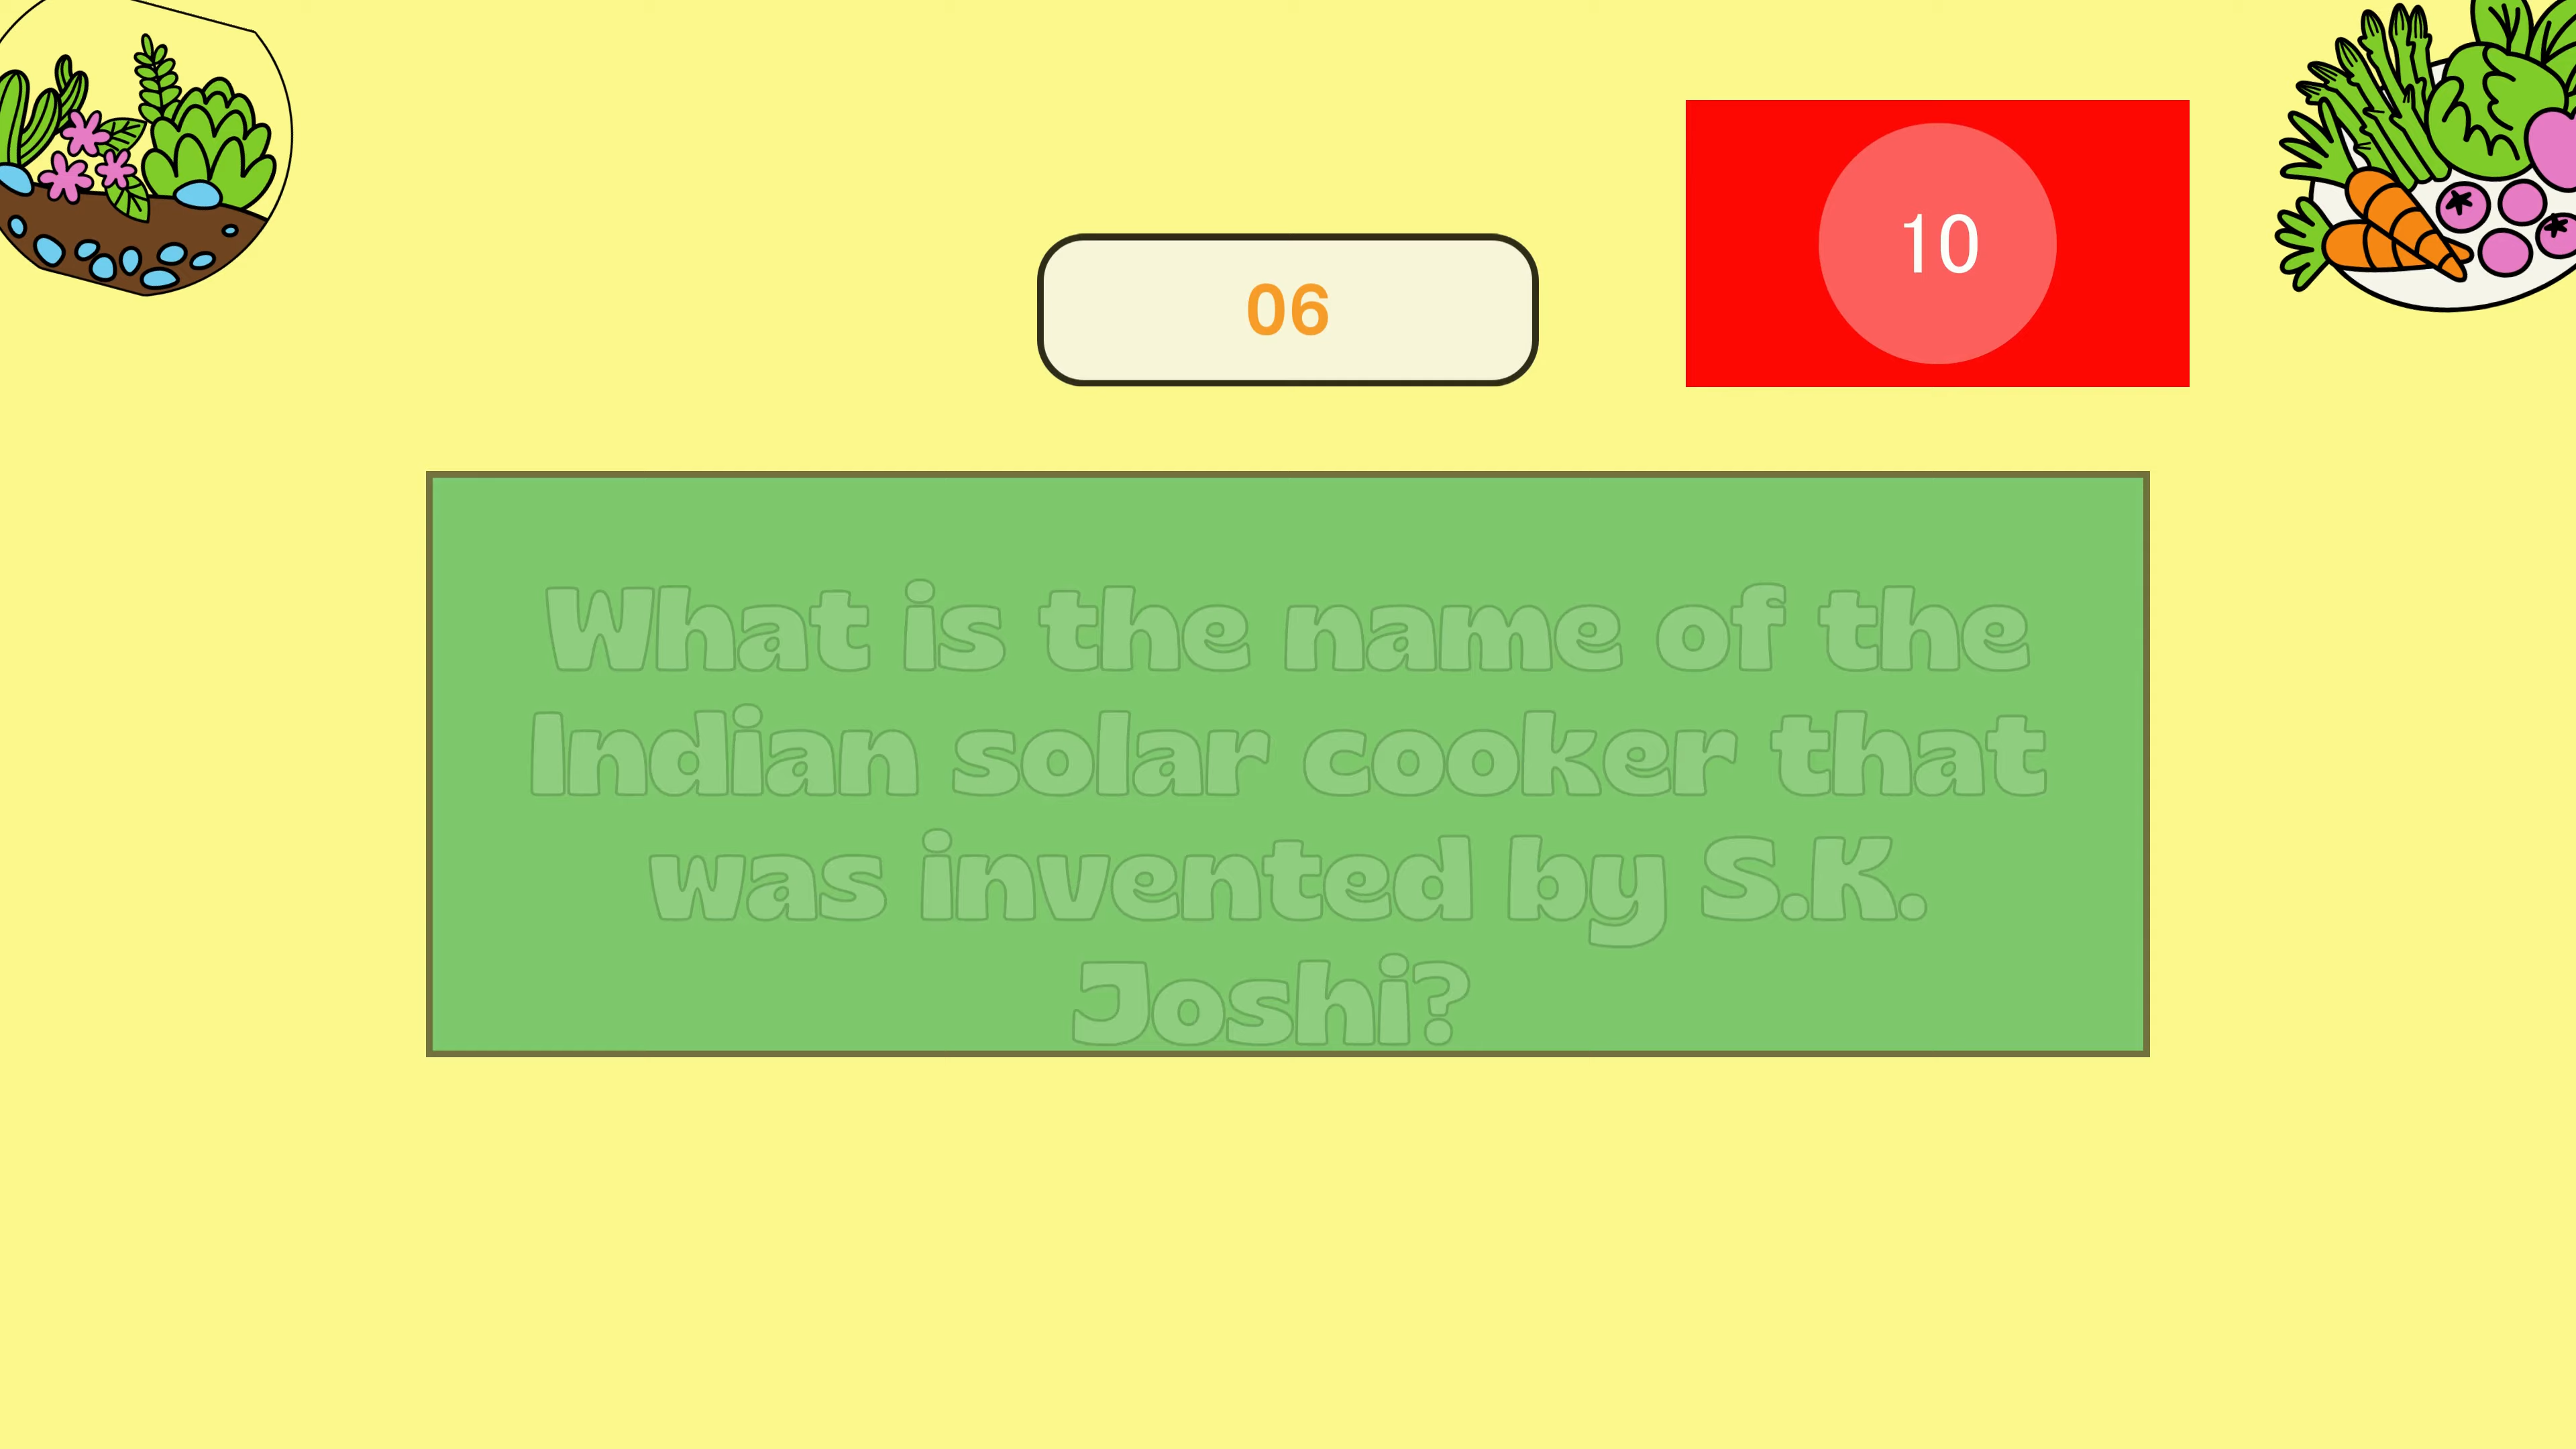 06
10
What is the name of the
Indian solar cooker that
was invented by S.K.
Joshi?